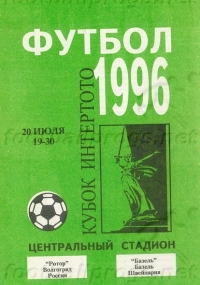 ФУТБОЛ
1996
20 ИЮЛЯ
19-30
КУБОК ИНТЕРТОТО
ЦЕНТРАЛЬНЫЙ СТАДИОН
"Ротор"
Волгоград
Россия
"Базель"
Базель
Швейцария